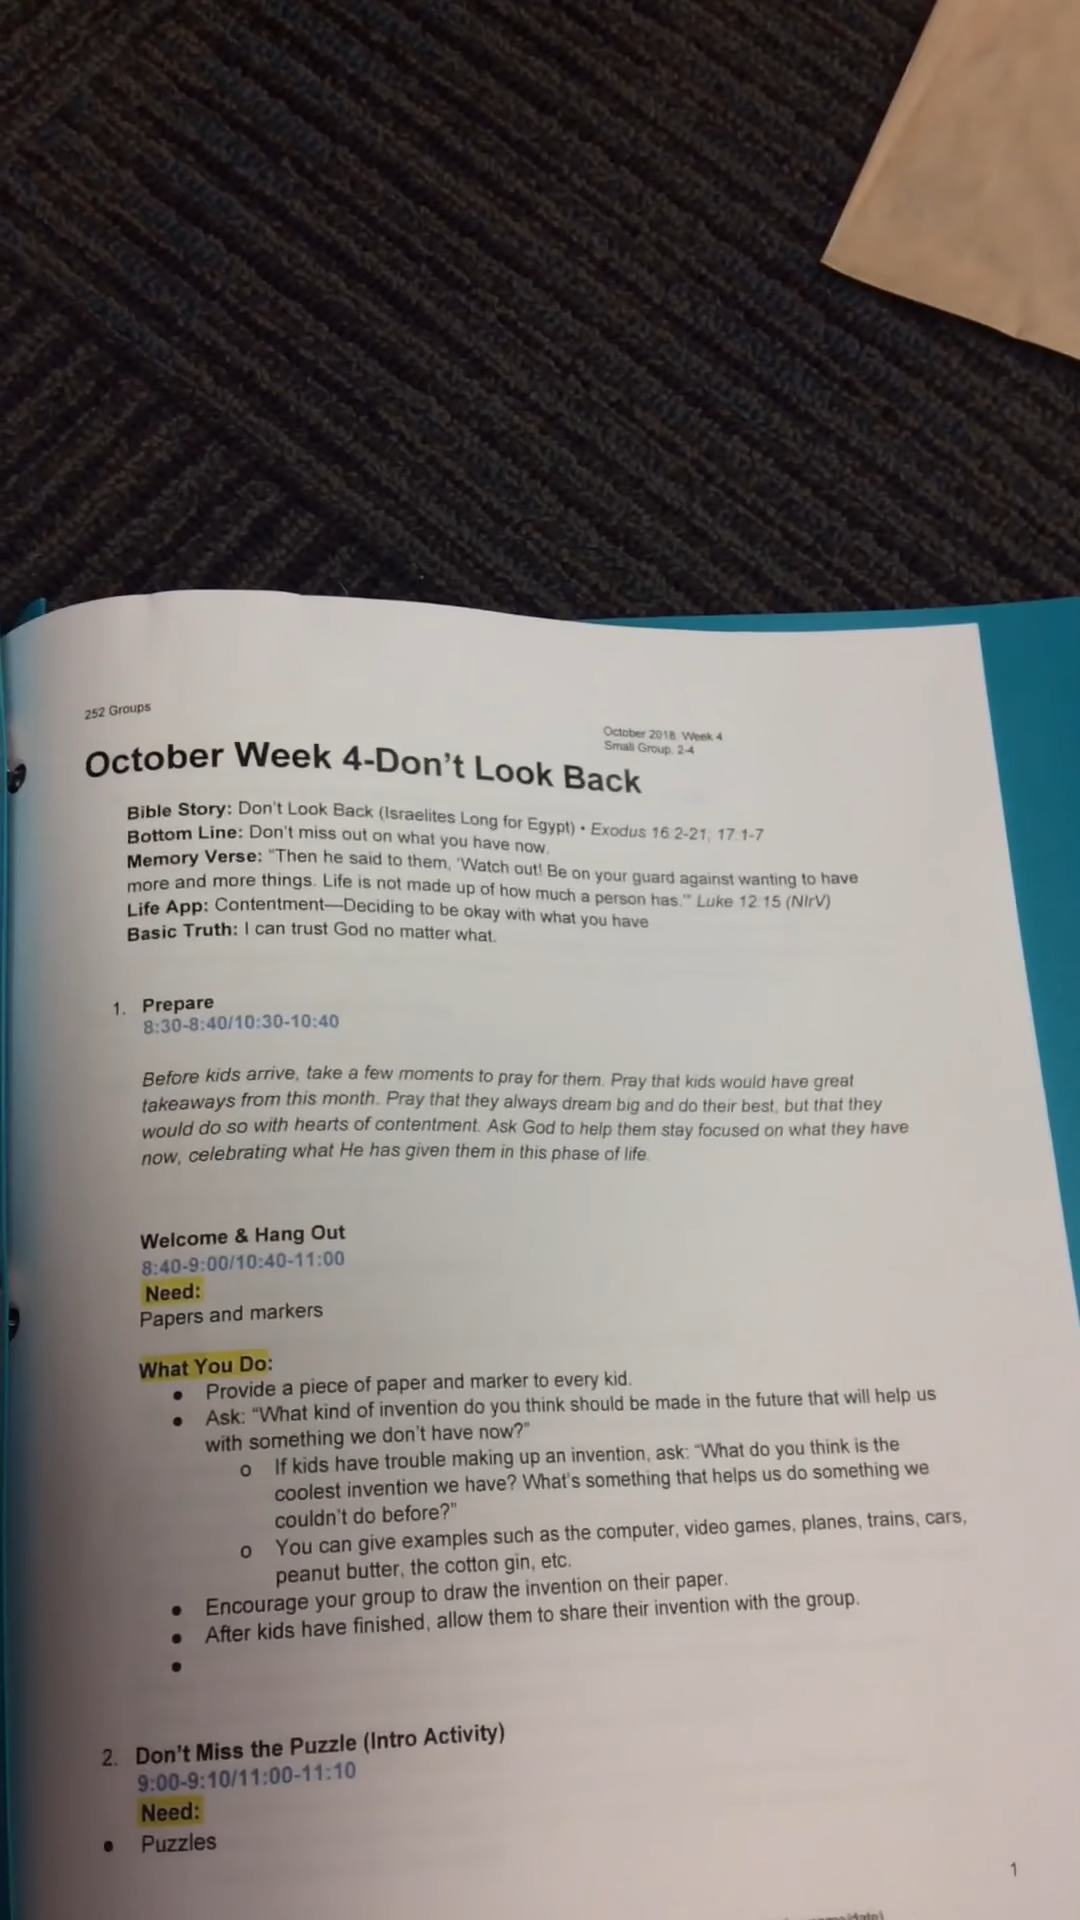 252 Groups
October 2018, Week 4
Small Group, 2-4
October Week 4-Don't Look Back
Bible Story: Don't Look Back (Israelites Long for Egypt) • Exodus 16:2-21; 17:1-7
Bottom Line: Don't miss out on what you have now.
Memory Verse: "Then he said to them, 'Watch out! Be on your guard against wanting to have
more and more things. Life is not made up of how much a person has.'" Luke 12:15 (NIrV)
Life App: Contentment—Deciding to be okay with what you have
Basic Truth: I can trust God no matter what.
1. Prepare
8:30-8:40/10:30-10:40
Before kids arrive, take a few moments to pray for them. Pray that kids would have great
takeaways from this month. Pray that they always dream big and do their best, but that they
would do so with hearts of contentment. Ask God to help them stay focused on what they have
now, celebrating what He has given them in this phase of life.
Welcome & Hang Out
8:40-9:00/10:40-11:00
Need:
Papers and markers
What You Do:
• Provide a piece of paper and marker to every kid.
• Ask: "What kind of invention do you think should be made in the future that will help us
with something we don't have now?"
o If kids have trouble making up an invention, ask: "What do you think is the
coolest invention we have? What's something that helps us do something we
couldn't do before?"
o You can give examples such as the computer, video games, planes, trains, cars,
peanut butter, the cotton gin, etc.
• Encourage your group to draw the invention on their paper.
• After kids have finished, allow them to share their invention with the group.
•
2. Don't Miss the Puzzle (Intro Activity)
9:00-9:10/11:00-11:10
Need:
• Puzzles
1